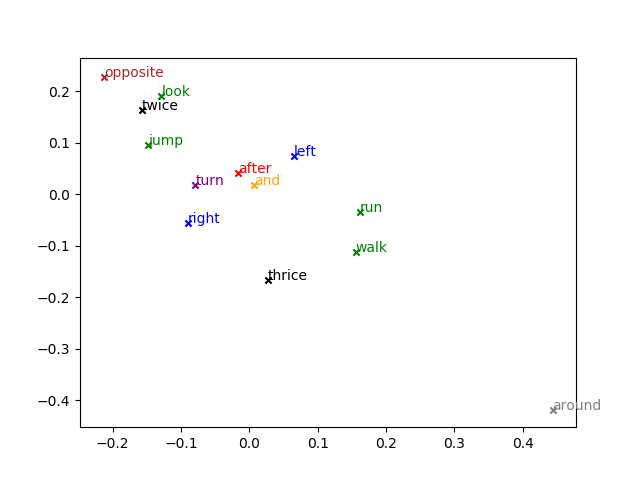 opposite
look
twice
jump
left
after
and
turn
run
right
walk
thrice
around
0.2
0.1
0.0
−0.1
−0.2
−0.3
−0.4
−0.2
−0.1
0.0
0.1
0.2
0.3
0.4